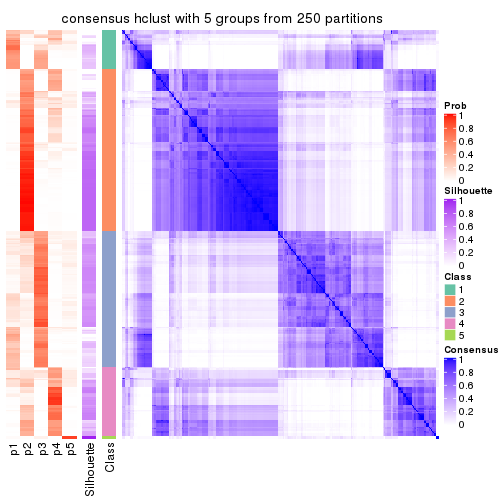 consensus hclust with 5 groups from 250 partitions
Prob
1
0.8
0.6
0.4
0.2
0
Silhouette
1
0.8
0.6
0.4
0.2
0
Class
1
2
3
4
5
Consensus
1
0.8
0.6
0.4
0.2
0
p1
p2
p3
p4
p5
Silhouette
Class